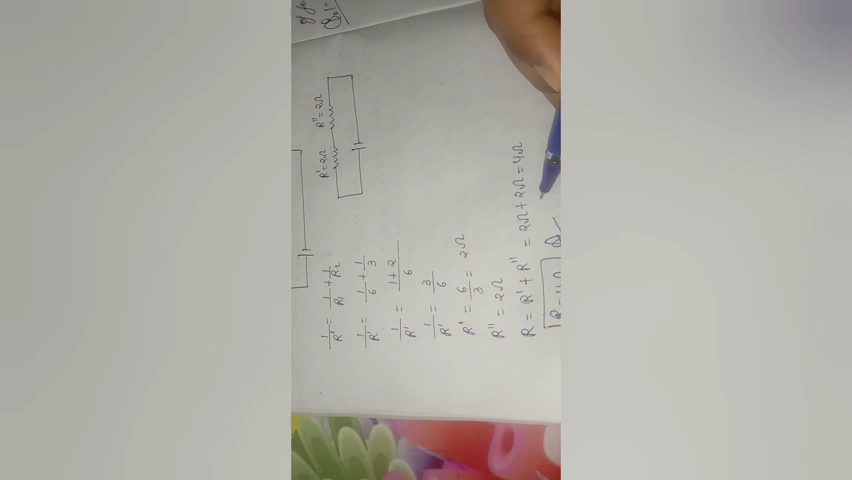 R' = 2Ω R" = 2Ω
1/R' = 1/R1 + 1/R2
1/R' = 1/6 + 1/3
1/R' = 1+2/6
1/R' = 3/6
R' = 6/3 = 2Ω
R" = 2Ω
R = R' + R" = 2Ω + 2Ω = 4Ω